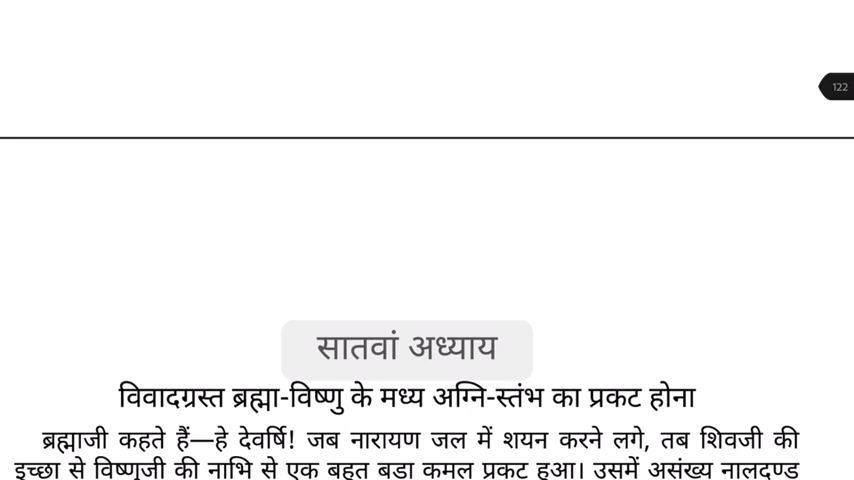 122
सातवां अध्याय
विवादग्रस्त ब्रह्मा-विष्णु के मध्य अग्नि-स्तंभ का प्रकट होना
ब्रह्माजी कहते हैं—हे देवर्षि! जब नारायण जल में शयन करने लगे, तब शिवजी की
इच्छा से विष्णुजी की नाभि से एक बहुत बड़ा कमल प्रकट हुआ। उसमें असंख्य नालदण्ड